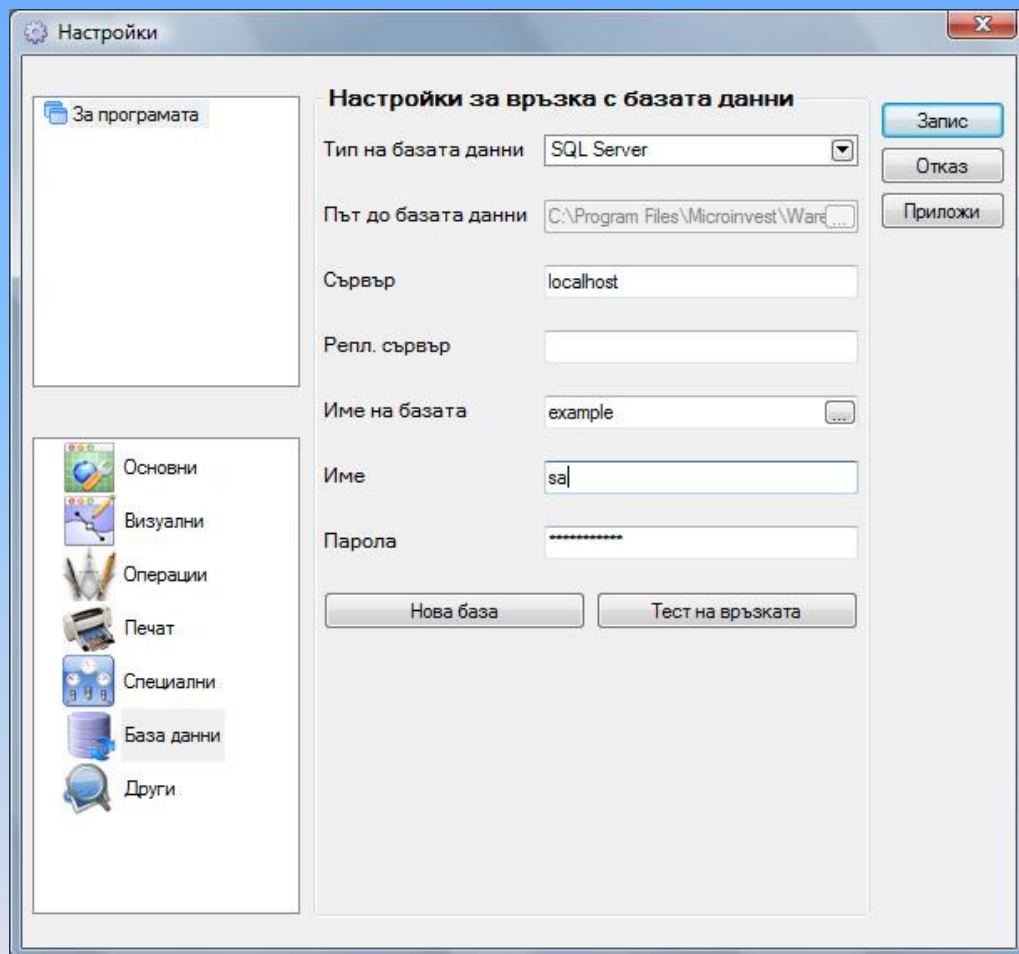 Настройки
За програмата
Настройки за връзка с базата данни
Тип на базата данни
SQL Server
Път до базата данни
C:\Program Files\Microinvest\Ware
...
Сървър
localhost
Репл. сървър
Име на базата
example
...
Име
sa
Парола
***********
Нова база
Тест на връзката
Запис
Отказ
Приложи
Основни
Визуални
Операции
Печат
Специални
База данни
Други